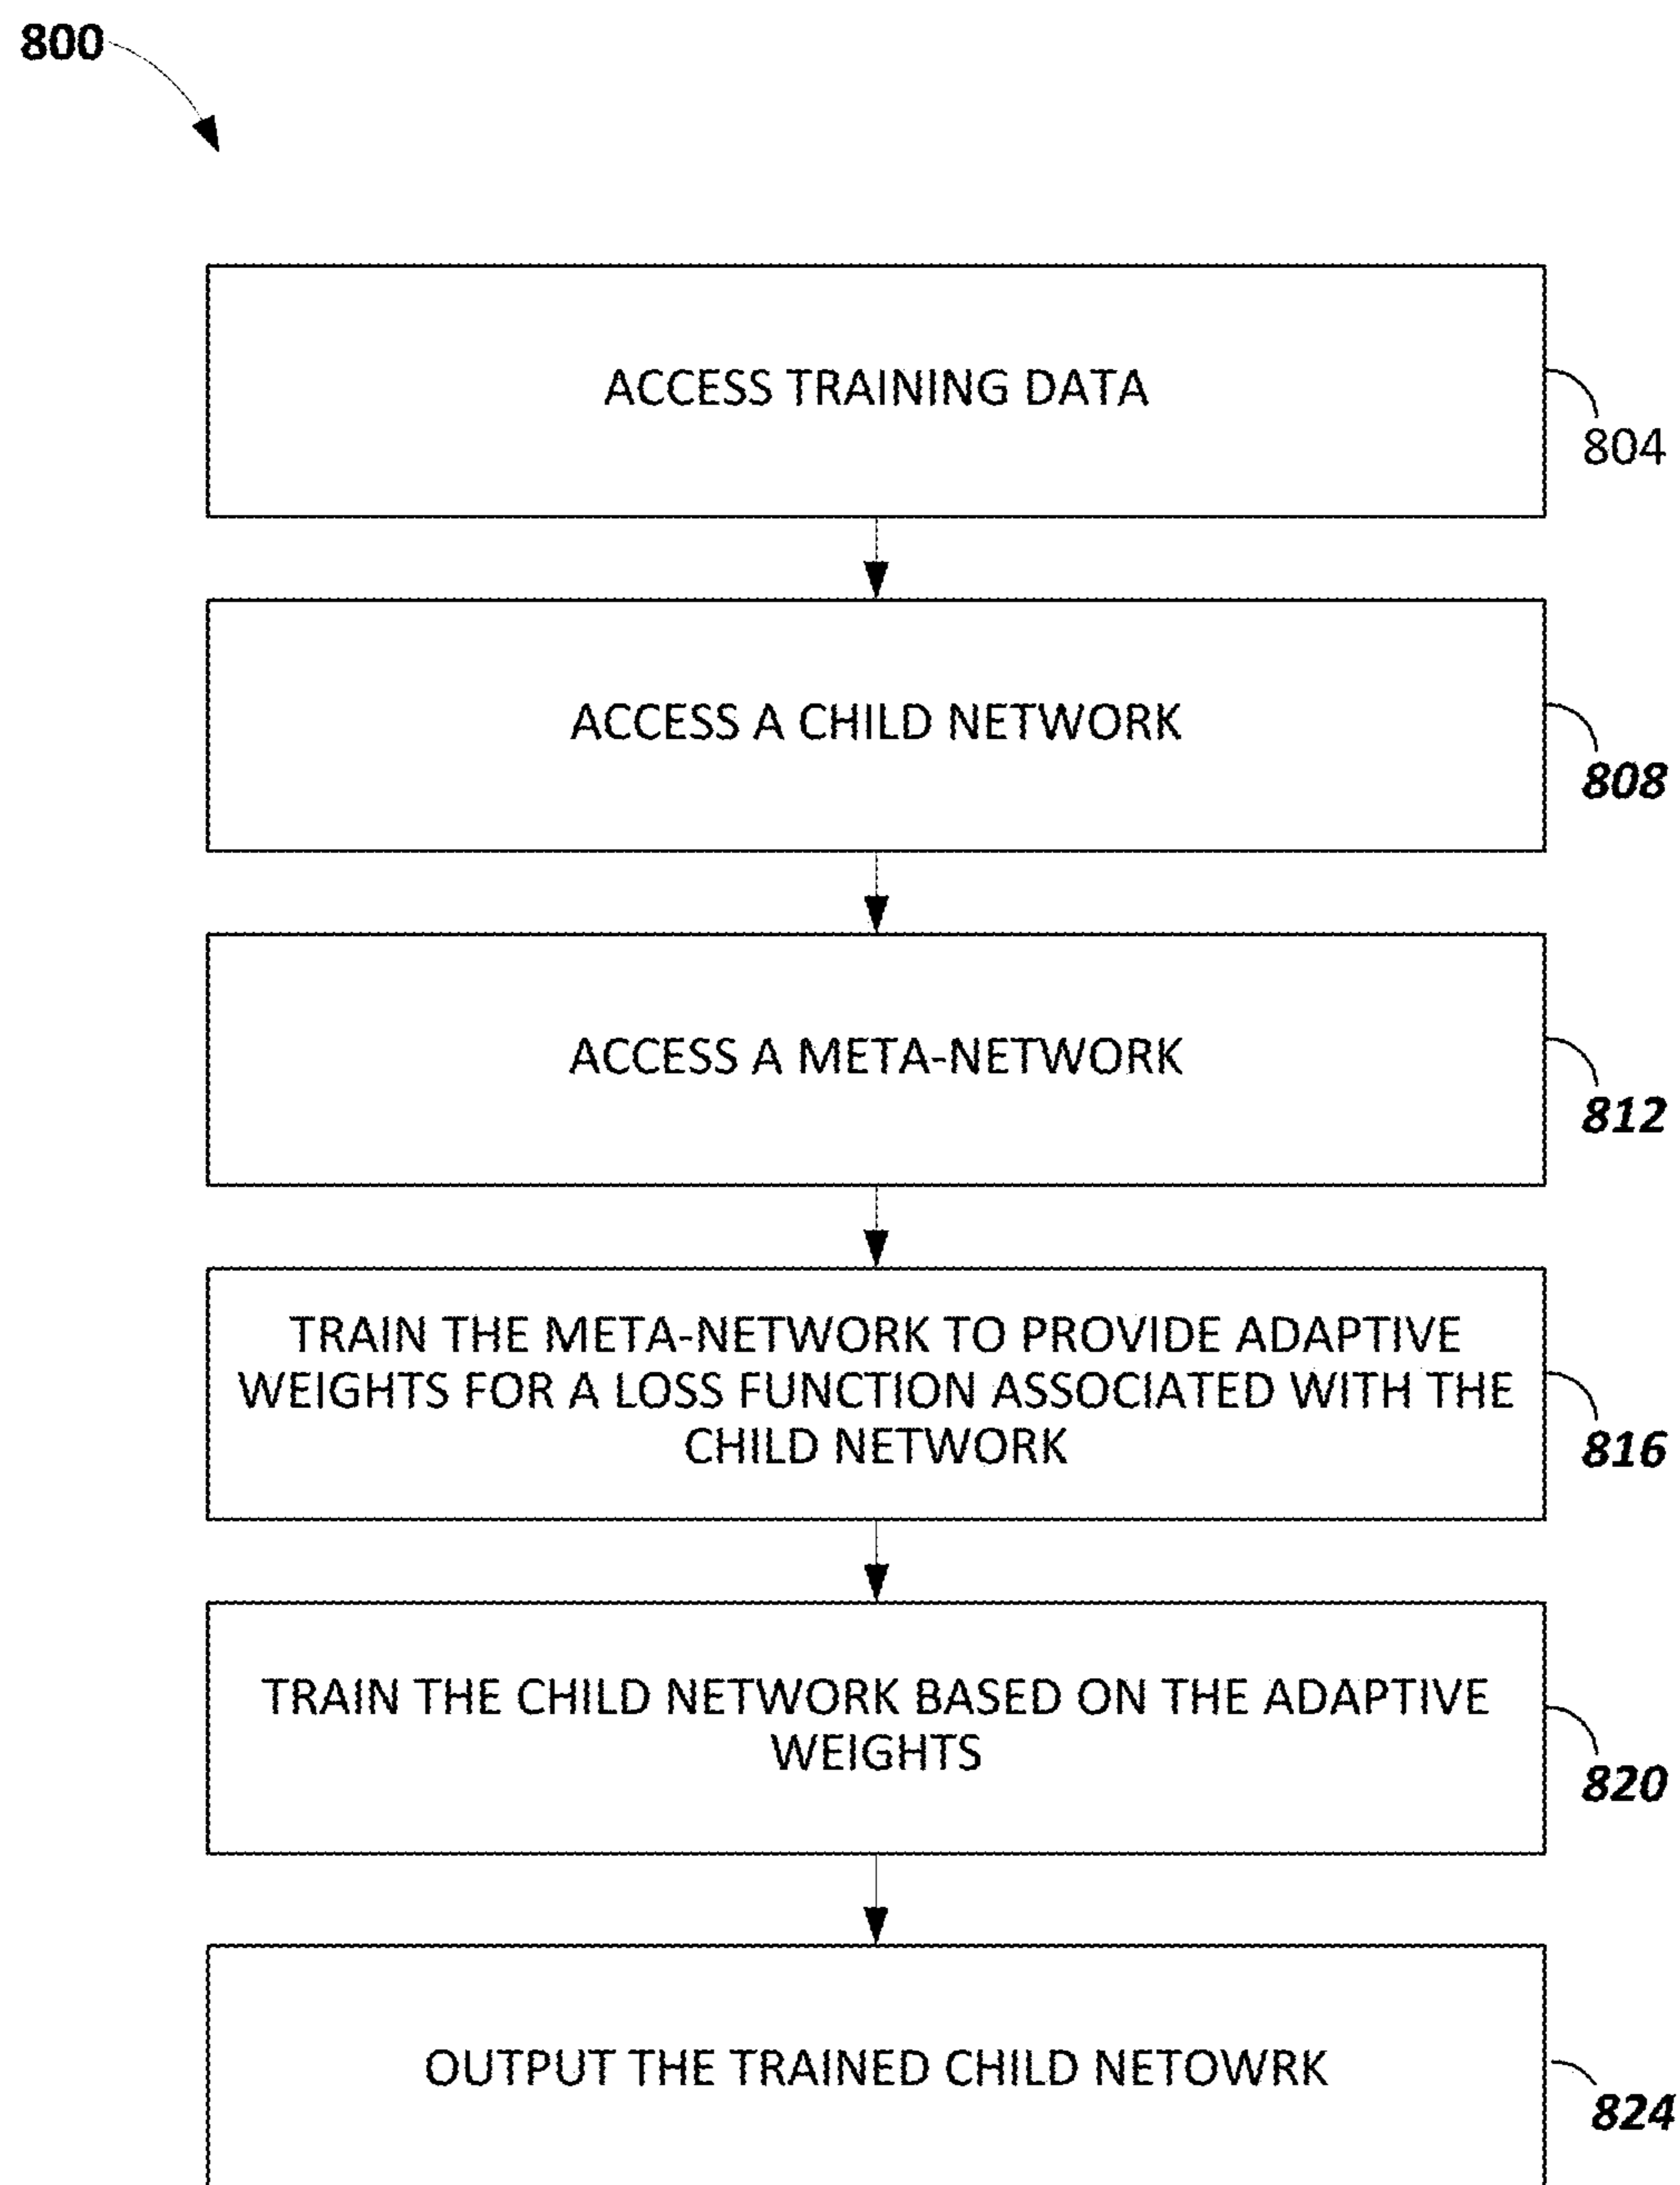 800
ACCESS TRAINING DATA
804
ACCESS A CHILD NETWORK
808
ACCESS A META-NETWORK
812
TRAIN THE META-NETWORK TO PROVIDE ADAPTIVE
WEIGHTS FOR A LOSS FUNCTION ASSOCIATED WITH THE
CHILD NETWORK
816
TRAIN THE CHILD NETWORK BASED ON THE ADAPTIVE
WEIGHTS
820
OUTPUT THE TRAINED CHILD NETOWRK
824